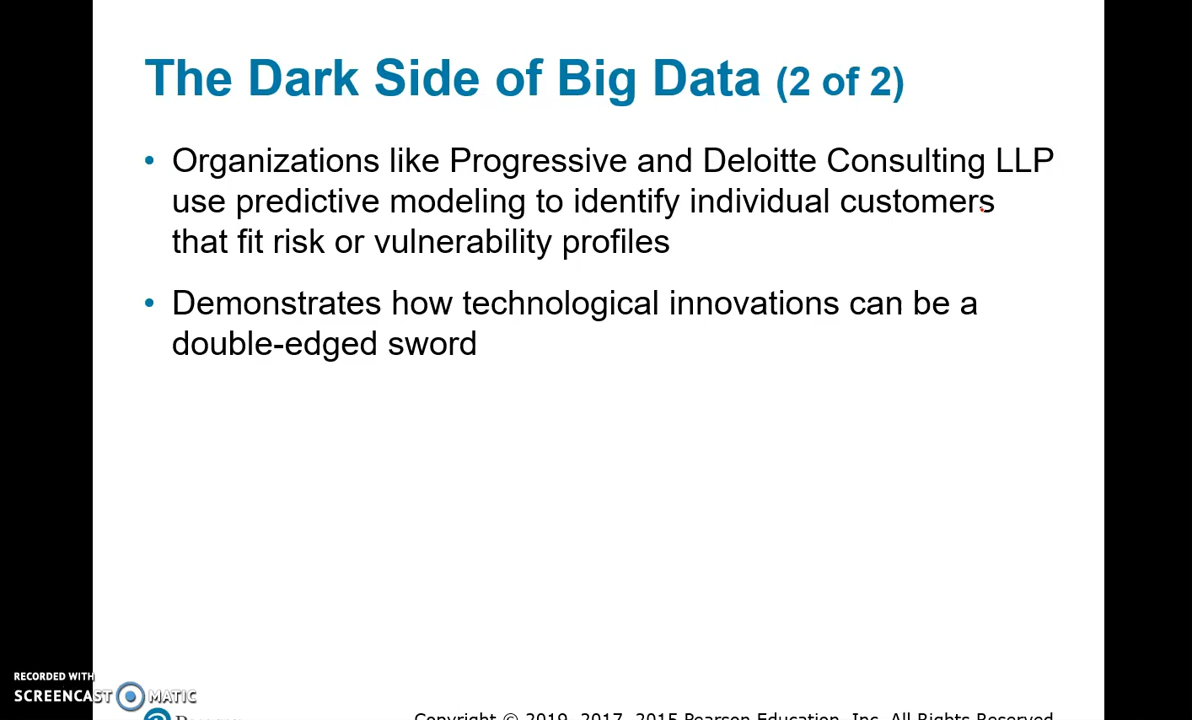 The Dark Side of Big Data (2 of 2)
• Organizations like Progressive and Deloitte Consulting LLP
use predictive modeling to identify individual customers
that fit risk or vulnerability profiles
• Demonstrates how technological innovations can be a
double-edged sword
RECORDED WITH
SCREENCAST MATIC
Pearson
Copyright © 2019, 2017, 2015 Pearson Education, Inc. All Rights Reserved